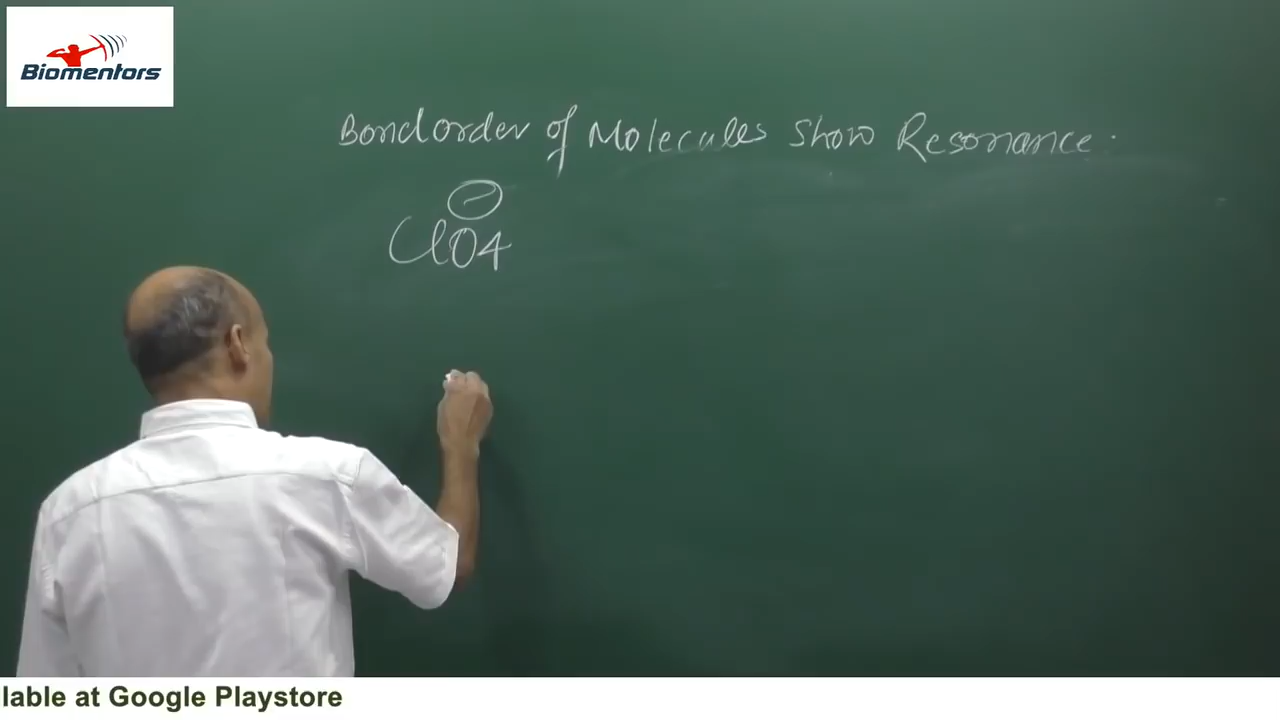 Biomentors
Bond order of Molecules Show Resonance.
ClO4 ⊖
lable at Google Playstore